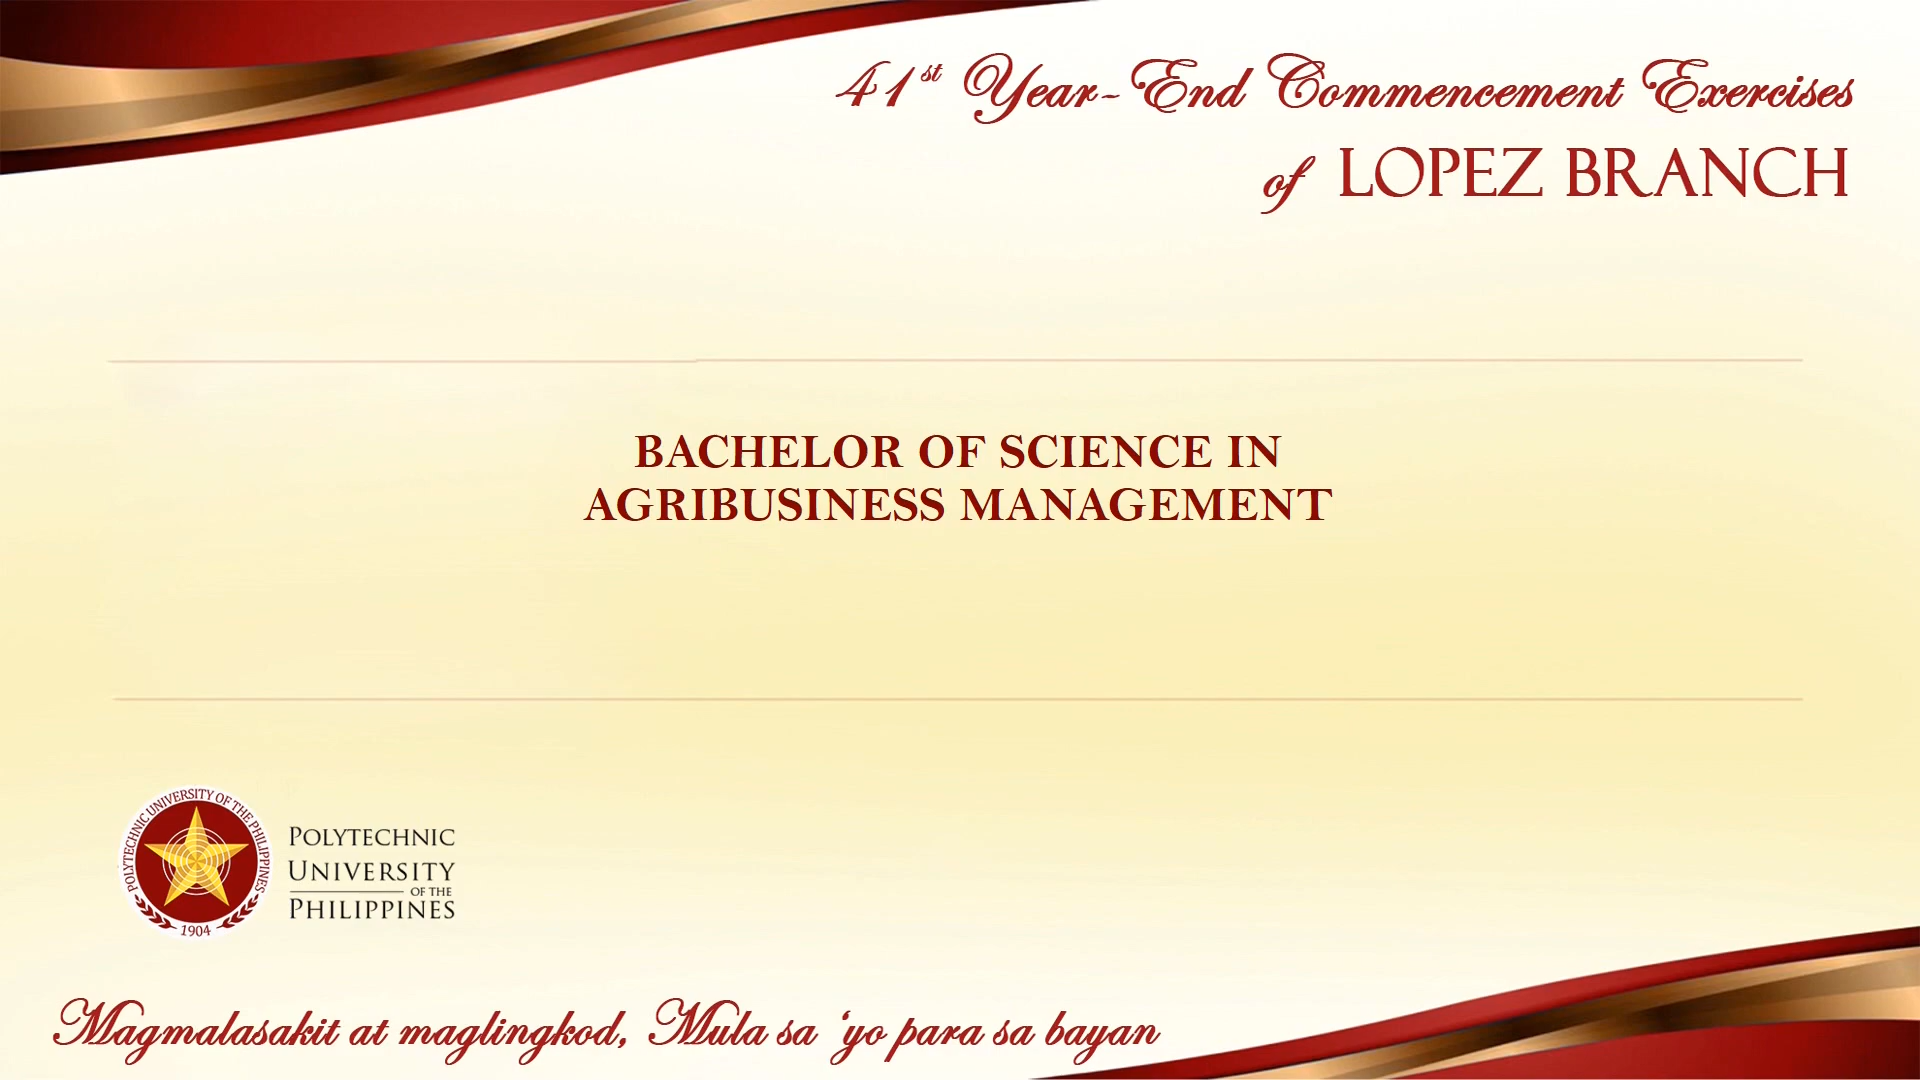 41st Year-End Commencement Exercises
of LOPEZ BRANCH
BACHELOR OF SCIENCE IN
AGRIBUSINESS MANAGEMENT
POLYTECHNIC UNIVERSITY OF THE PHILIPPINES
1904
POLYTECHNIC
UNIVERSITY
OF THE
PHILIPPINES
Magmalasakit at maglingkod, Mula sa ‘yo para sa bayan